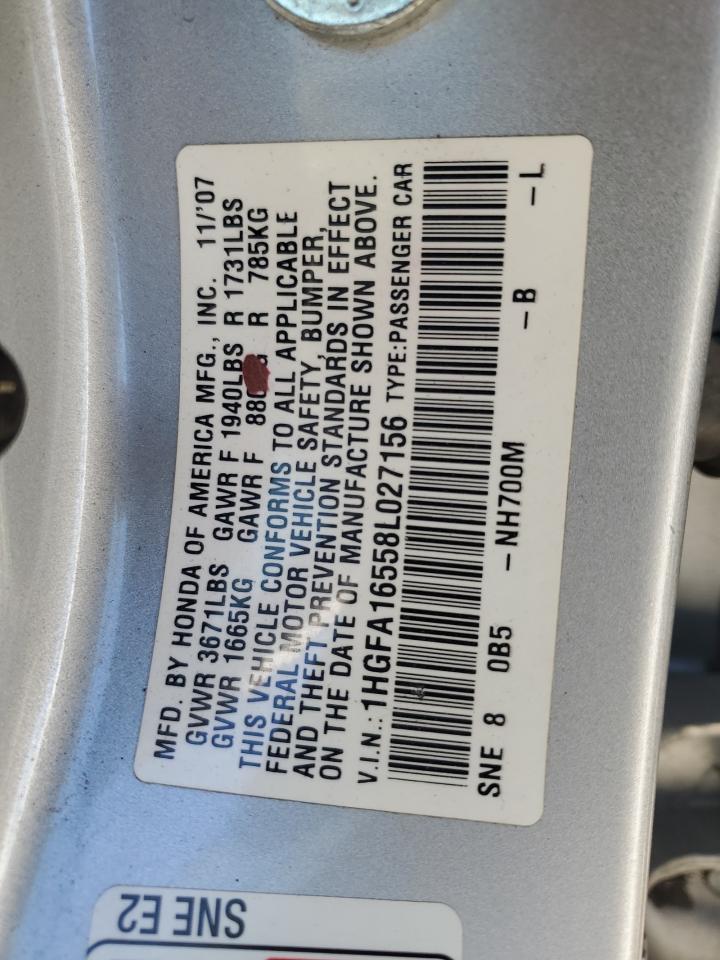 MFD. BY HONDA OF AMERICA MFG., INC. 11/'07
GVWR 3671LBS GAWR F 1940LBS R 1731LBS
GVWR 1665KG GAWR F R 785KG
THIS VEHICLE CONFORMS TO ALL APPLICABLE
FEDERAL MOTOR VEHICLE SAFETY, BUMPER,
AND THEFT PREVENTION STANDARDS IN EFFECT
ON THE DATE OF MANUFACTURE SHOWN ABOVE.
V.I.N.: 1HGFA16558L027156 TYPE:PASSENGER CAR
SNE 8 0B5 -NH700M -B -L
SNE E2